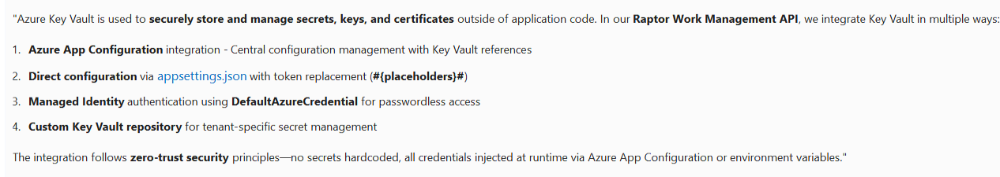 "Azure Key Vault is used to securely store and manage secrets, keys, and certificates outside of application code. In our Raptor Work Management API, we integrate Key Vault in multiple ways:
1. Azure App Configuration integration - Central configuration management with Key Vault references
2. Direct configuration via appsettings.json with token replacement (#{placeholders}#)
3. Managed Identity authentication using DefaultAzureCredential for passwordless access
4. Custom Key Vault repository for tenant-specific secret management
The integration follows zero-trust security principles—no secrets hardcoded, all credentials injected at runtime via Azure App Configuration or environment variables."